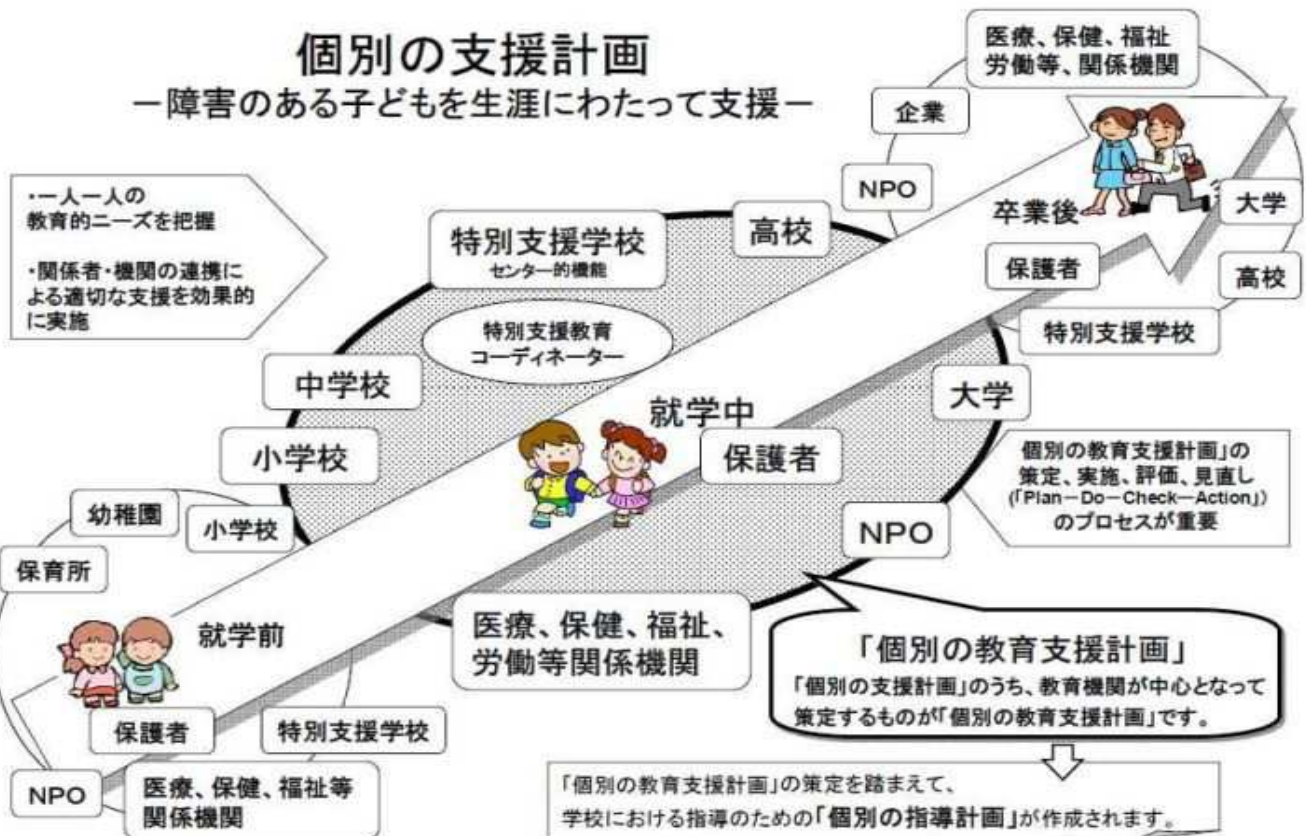 個別の支援計画
－障害のある子どもを生涯にわたって支援－
・一人一人の
教育的ニーズを把握
・関係者・機関の連携に
よる適切な支援を効果的
に実施
医療、保健、福祉
労働等、関係機関
企業
NPO
卒業後
大学
保護者
高校
特別支援学校
特別支援学校
センター的機能
高校
特別支援教育
コーディネーター
中学校
小学校
就学中
保護者
大学
NPO
医療、保健、福祉、
労働等関係機関
個別の教育支援計画」の
策定、実施、評価、見直し
(「Plan－Do－Check－Action」)
のプロセスが重要
幼稚園
小学校
保育所
就学前
保護者
特別支援学校
NPO
医療、保健、福祉等
関係機関
「個別の教育支援計画」
「個別の支援計画」のうち、教育機関が中心となって
策定するものが「個別の教育支援計画」です。
「個別の教育支援計画」の策定を踏まえて、
学校における指導のための「個別の指導計画」が作成されます。